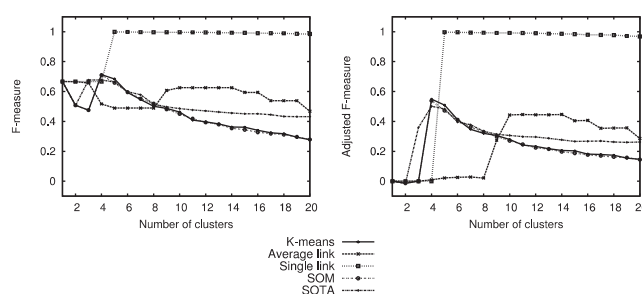 1
0.8
0.6
0.4
0.2
0
F-measure
2 4 6 8 10 12 14 16 18 20
Number of clusters
1
0.8
0.6
0.4
0.2
0
Adjusted F-measure
2 4 6 8 10 12 14 16 18 20
Number of clusters
K-means
Average link
Single link
SOM
SOTA